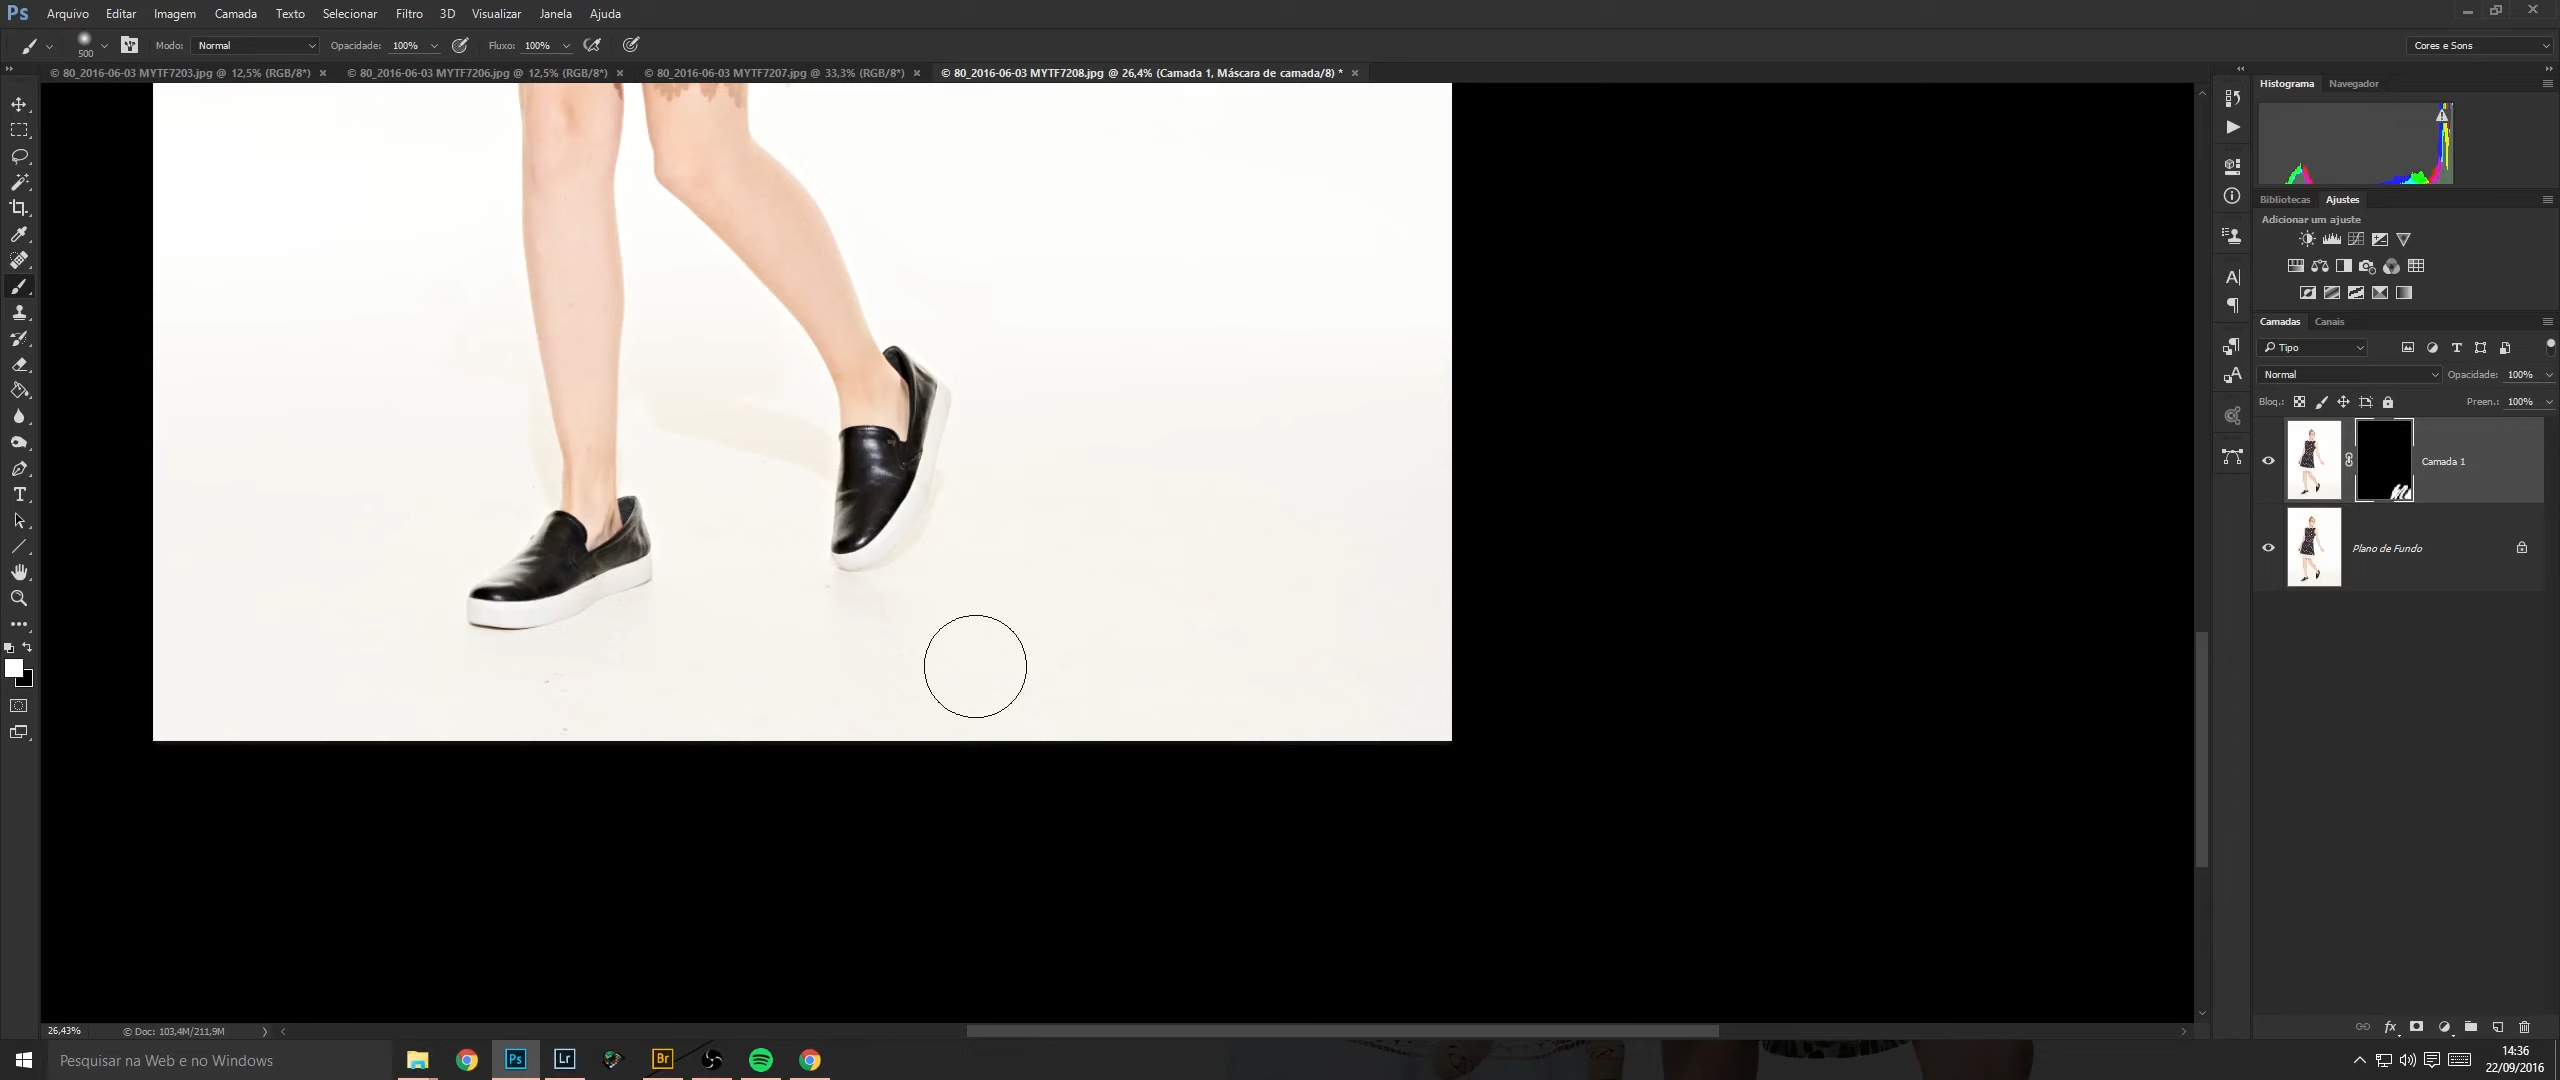 Ps Arquivo Editar Imagem Camada Texto Selecionar Filtro 3D Visualizar Janela Ajuda
500 Modo: Normal Opacidade: 100% Fluxo: 100% Cores e Sons
© 80_2016-06-03 MYTF7203.jpg @ 12,5% (RGB/8*) × © 80_2016-06-03 MYTF7206.jpg @ 12,5% (RGB/8*) × © 80_2016-06-03 MYTF7207.jpg @ 33,3% (RGB/8*) × © 80_2016-06-03 MYTF7208.jpg @ 26,4% (Camada 1, Máscara de camada/8) * ×
Histograma Navegador
Bibliotecas Ajustes
Adicionar um ajuste
Camadas Canais
Tipo
Normal Opacidade: 100%
Bloq.: Preen.: 100%
Camada 1
Plano de Fundo
26,43% © Doc: 103,4M/211,9M
Pesquisar na Web e no Windows Ps Lr Br
14:36
22/09/2016